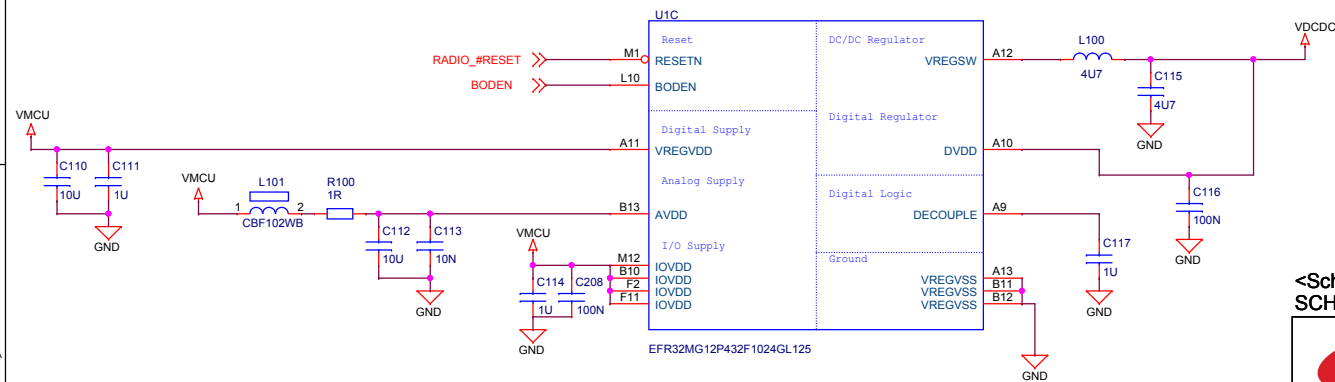 U1C
Reset
DC/DC Regulator
RADIO_#RESET
M1
RESETN
BODEN
L10
BODEN
A12
VREGSW
L100
4U7
VDCDC
C115
4U7
GND
Digital Supply
Digital Regulator
VMCU
A11
VREGVDD
A10
DVDD
C110
10U
C111
1U
GND
Analog Supply
Digital Logic
VMCU
L101
1
2
CBF102WB
R100
1R
B13
AVDD
A9
DECOUPLE
C116
100N
GND
C112
10U
C113
10N
GND
I/O Supply
Ground
VMCU
M12
IOVDD
B10
IOVDD
F2
IOVDD
F11
IOVDD
C114
1U
C208
100N
GND
C117
1U
GND
A13
VREGVSS
B11
VREGVSS
B12
VREGVSS
GND
EFR32MG12P432F1024GL125
<Sch
SCH